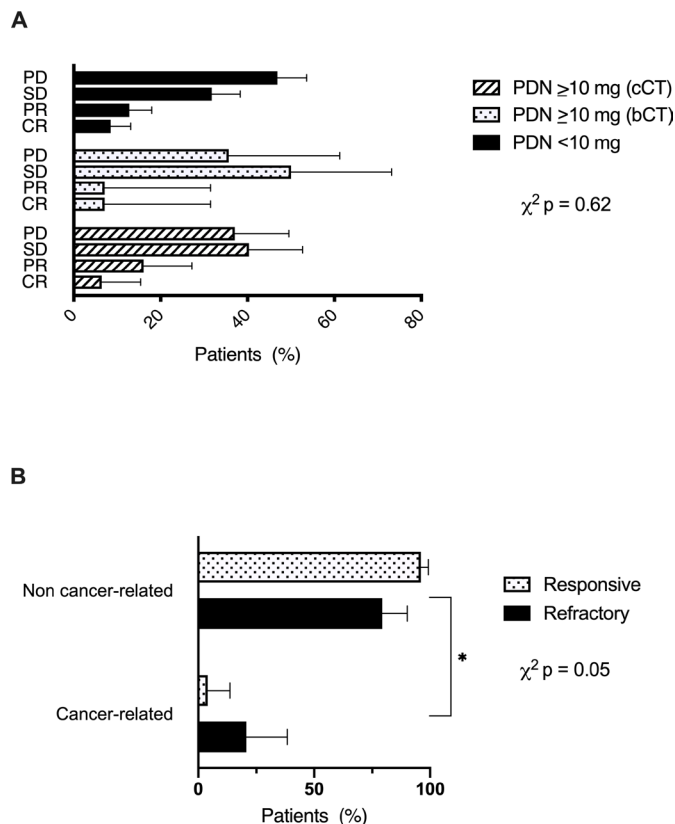 A
PD
SD
PR
CR
PD
SD
PR
CR
PD
SD
PR
CR
0
20
40
60
80
Patients (%)
PDN ≥10 mg (cCT)
PDN ≥10 mg (bCT)
PDN <10 mg
χ² p = 0.62
B
Non cancer-related
Cancer-related
0
50
100
Patients (%)
Responsive
Refractory
*
χ² p = 0.05